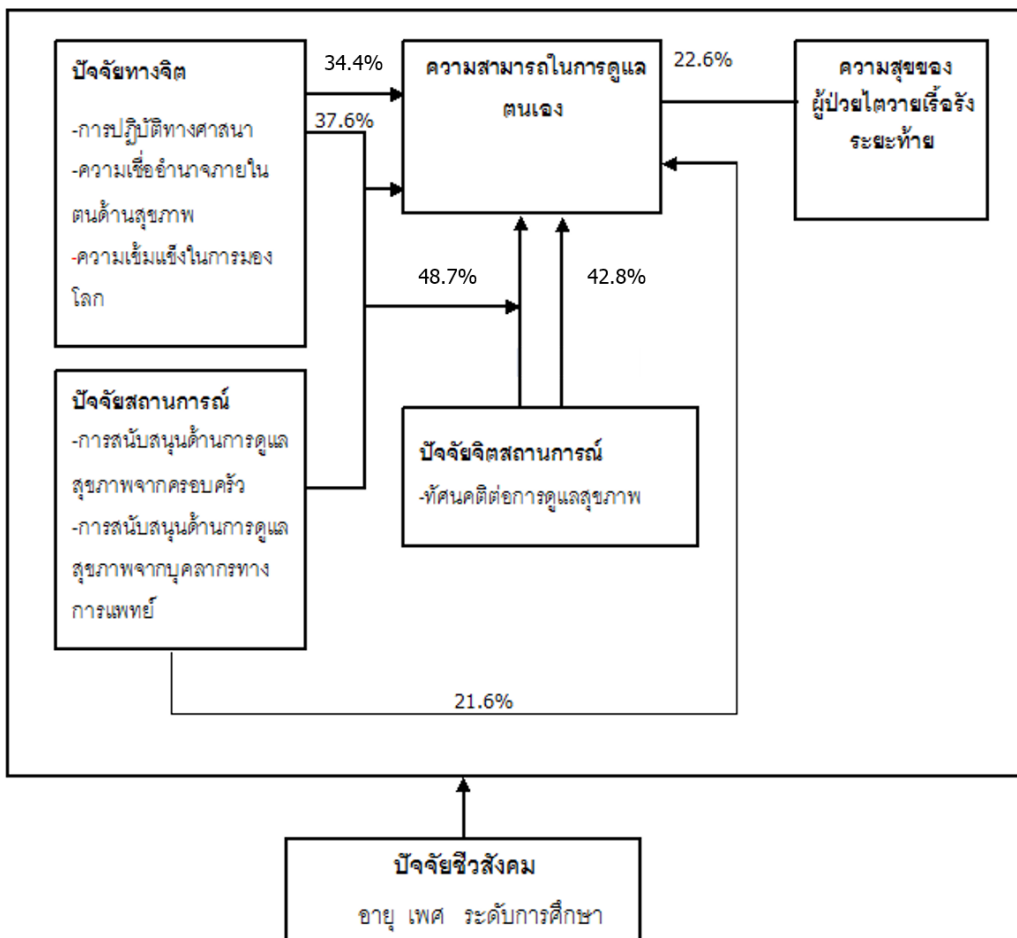 ปัจจัยทางจิต
-การปฏิบัติทางศาสนา
-ความเชื่ออำนาจภายใน
ตนด้านสุขภาพ
-ความเข้มแข็งในการมอง
โลก
34.4%
37.6%
ความสามารถในการดูแล
ตนเอง
22.6%
ความสุขของ
ผู้ป่วยไตวายเรื้อรัง
ระยะท้าย
48.7%
42.8%
ปัจจัยสถานการณ์
-การสนับสนุนด้านการดูแล
สุขภาพจากครอบครัว
-การสนับสนุนด้านการดูแล
สุขภาพจากบุคลากรทาง
การแพทย์
ปัจจัยจิตสถานการณ์
-ทัศนคติต่อการดูแลสุขภาพ
21.6%
ปัจจัยชีวสังคม
อายุ เพศ ระดับการศึกษา